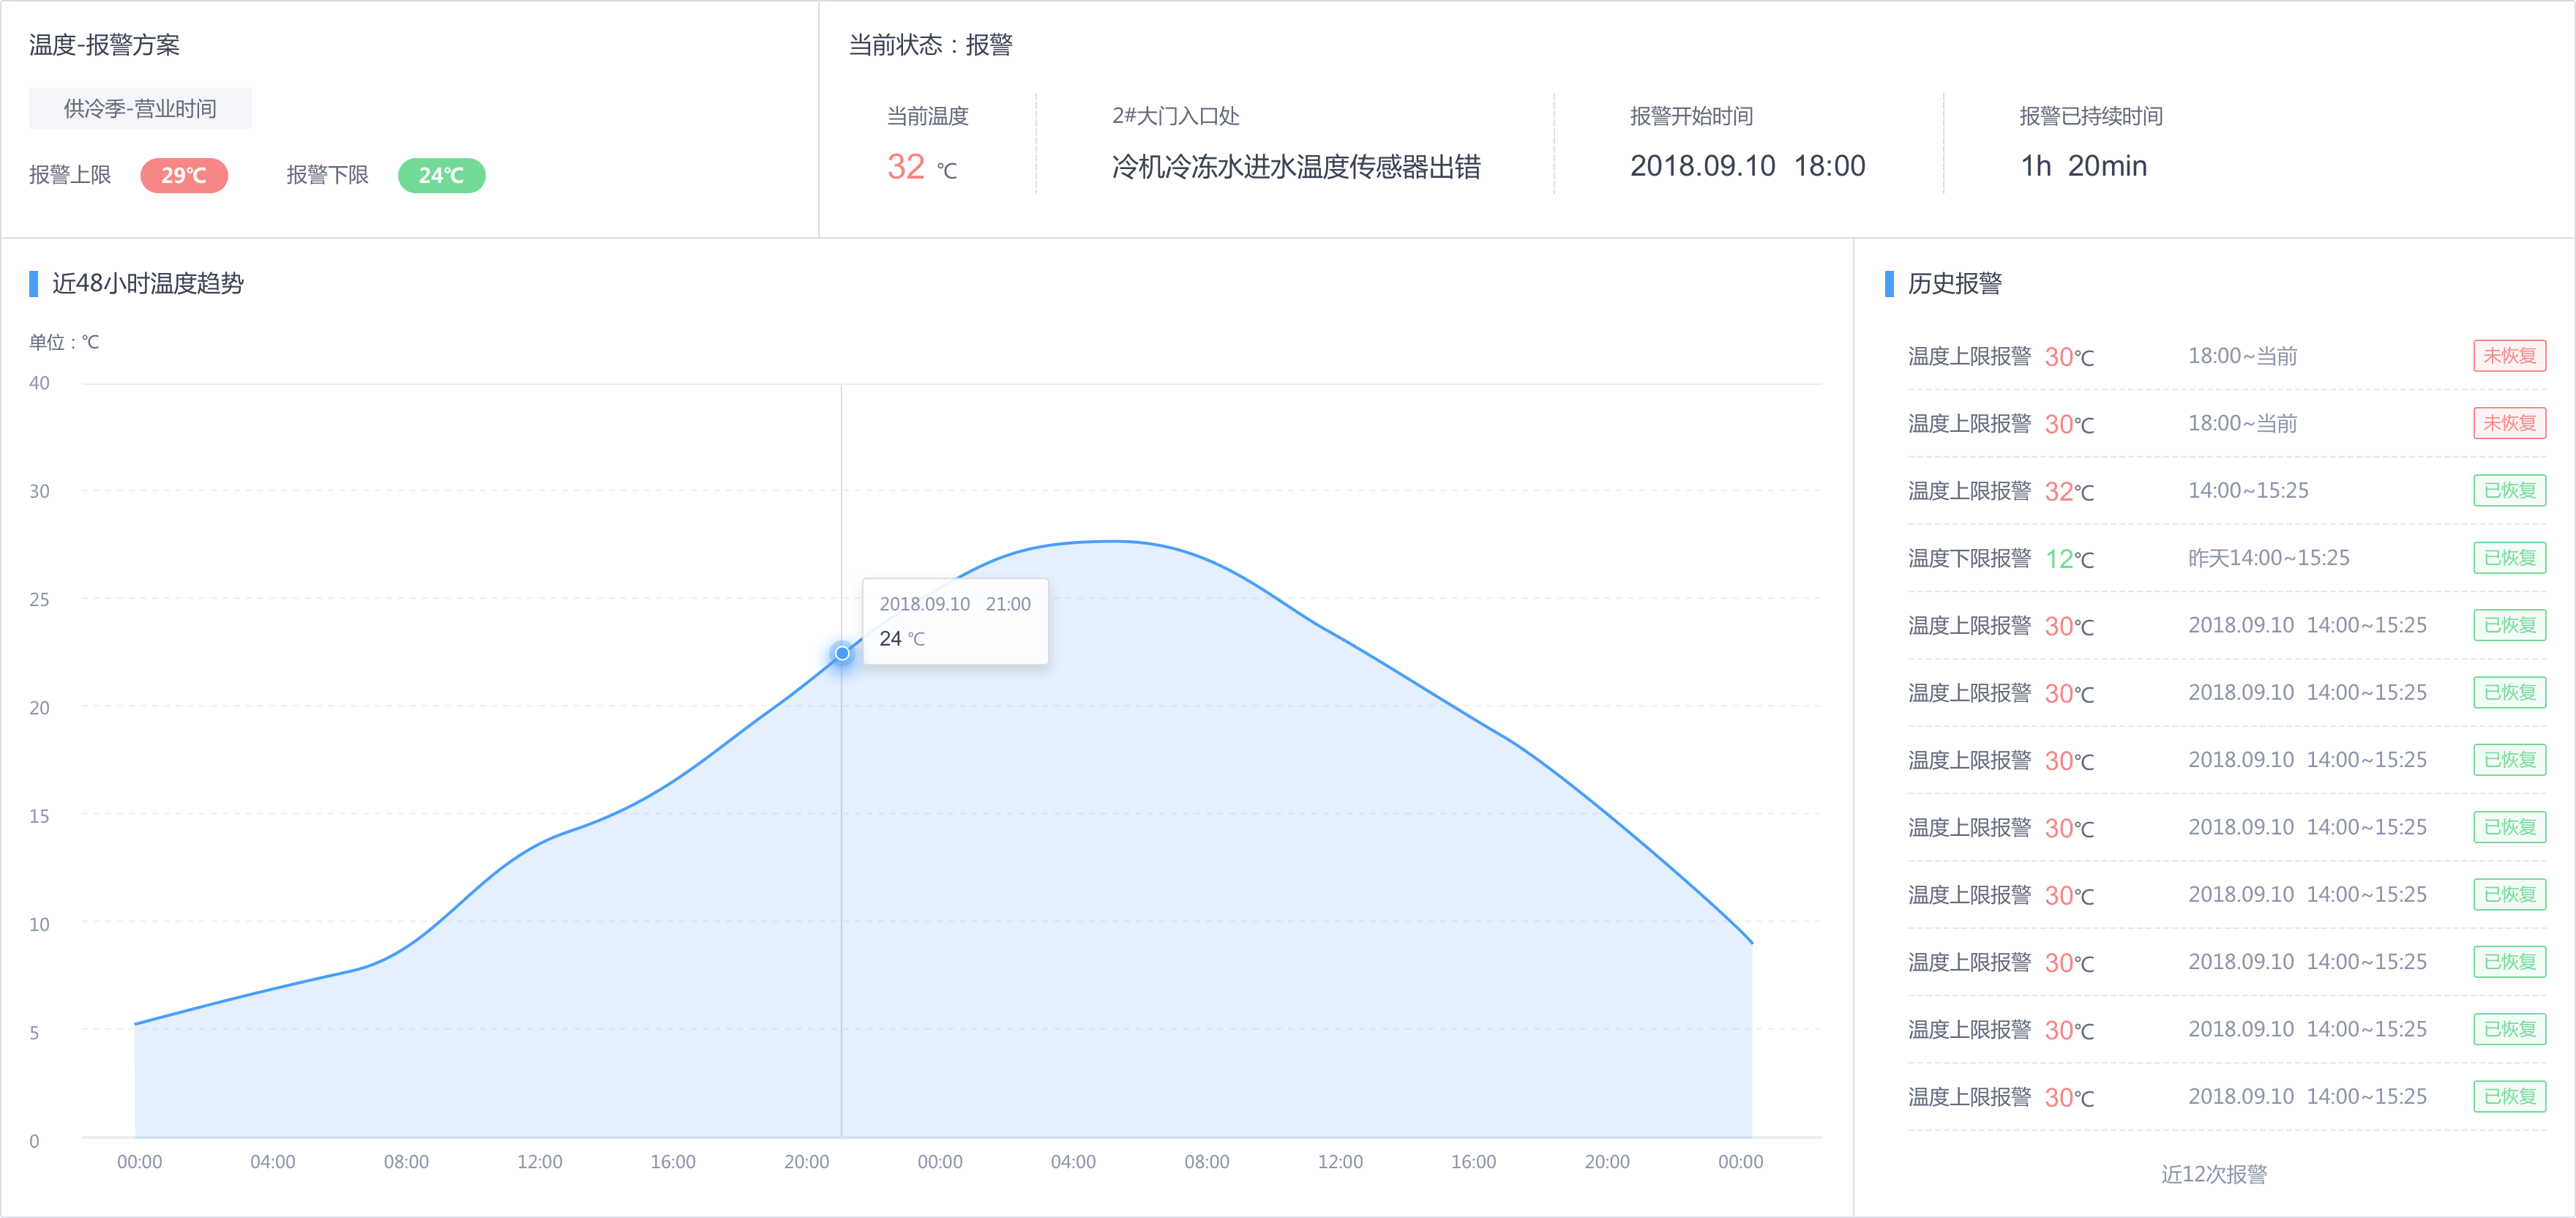 温度-报警方案
供冷季-营业时间
报警上限 29℃ 报警下限 24℃
当前状态：报警
当前温度
32 ℃
2#大门入口处
冷机冷冻水进水温度传感器出错
报警开始时间
2018.09.10 18:00
报警已持续时间
1h 20min
近48小时温度趋势
单位：℃
40
30
25
20
15
10
5
0
2018.09.10 21:00
24 ℃
00:00 04:00 08:00 12:00 16:00 20:00 00:00 04:00 08:00 12:00 16:00 20:00 00:00
历史报警
温度上限报警 30℃ 18:00~当前 未恢复
温度上限报警 30℃ 18:00~当前 未恢复
温度上限报警 32℃ 14:00~15:25 已恢复
温度下限报警 12℃ 昨天14:00~15:25 已恢复
温度上限报警 30℃ 2018.09.10 14:00~15:25 已恢复
温度上限报警 30℃ 2018.09.10 14:00~15:25 已恢复
温度上限报警 30℃ 2018.09.10 14:00~15:25 已恢复
温度上限报警 30℃ 2018.09.10 14:00~15:25 已恢复
温度上限报警 30℃ 2018.09.10 14:00~15:25 已恢复
温度上限报警 30℃ 2018.09.10 14:00~15:25 已恢复
温度上限报警 30℃ 2018.09.10 14:00~15:25 已恢复
温度上限报警 30℃ 2018.09.10 14:00~15:25 已恢复
近12次报警